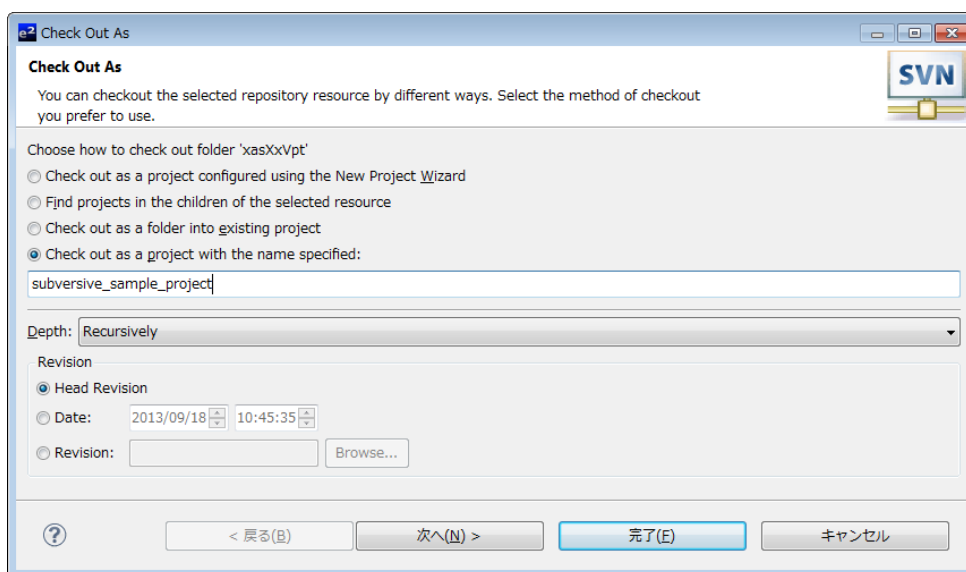 e² Check Out As
Check Out As
You can checkout the selected repository resource by different ways. Select the method of checkout
you prefer to use.
SVN
Choose how to check out folder 'xasXxVpt'
Check out as a project configured using the New Project Wizard
Find projects in the children of the selected resource
Check out as a folder into existing project
Check out as a project with the name specified:
subversive_sample_project
Depth: Recursively
Revision
Head Revision
Date: 2013/09/18 10:45:35
Revision: Browse...
? < 戻る(B) 次へ(N) > 完了(F) キャンセル